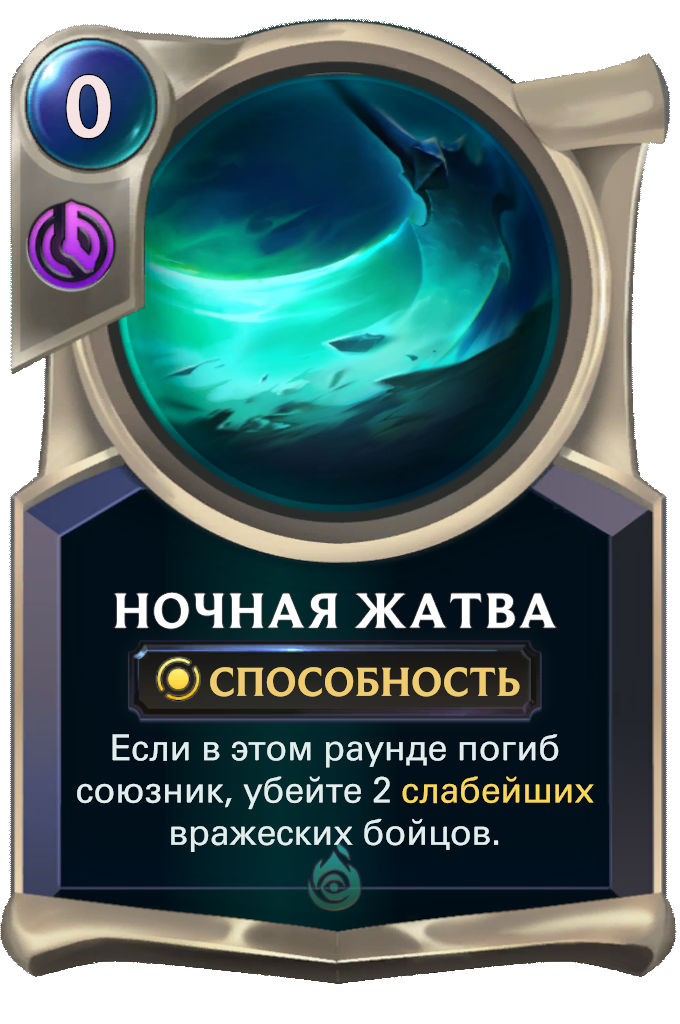 0
НОЧНАЯ ЖАТВА
СПОСОБНОСТЬ
Если в этом раунде погиб
союзник, убейте 2 слабейших
вражеских бойцов.